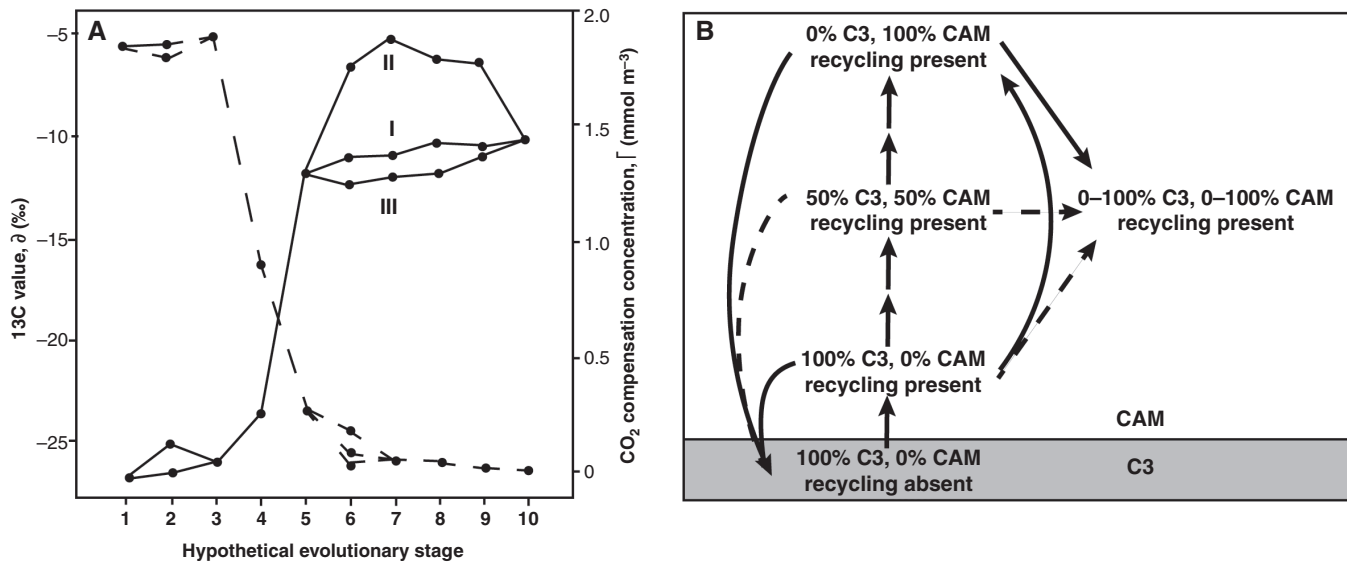 A
−5
−10
−15
−20
−25
13C value, ∂ (‰)
II
I
III
2.0
1.5
1.0
0.5
0
CO₂ compensation concentration, Γ (mmol m⁻³)
1 2 3 4 5 6 7 8 9 10
Hypothetical evolutionary stage
B
0% C3, 100% CAM
recycling present
50% C3, 50% CAM
recycling present
0–100% C3, 0–100% CAM
recycling present
100% C3, 0% CAM
recycling present
CAM
100% C3, 0% CAM
recycling absent
C3